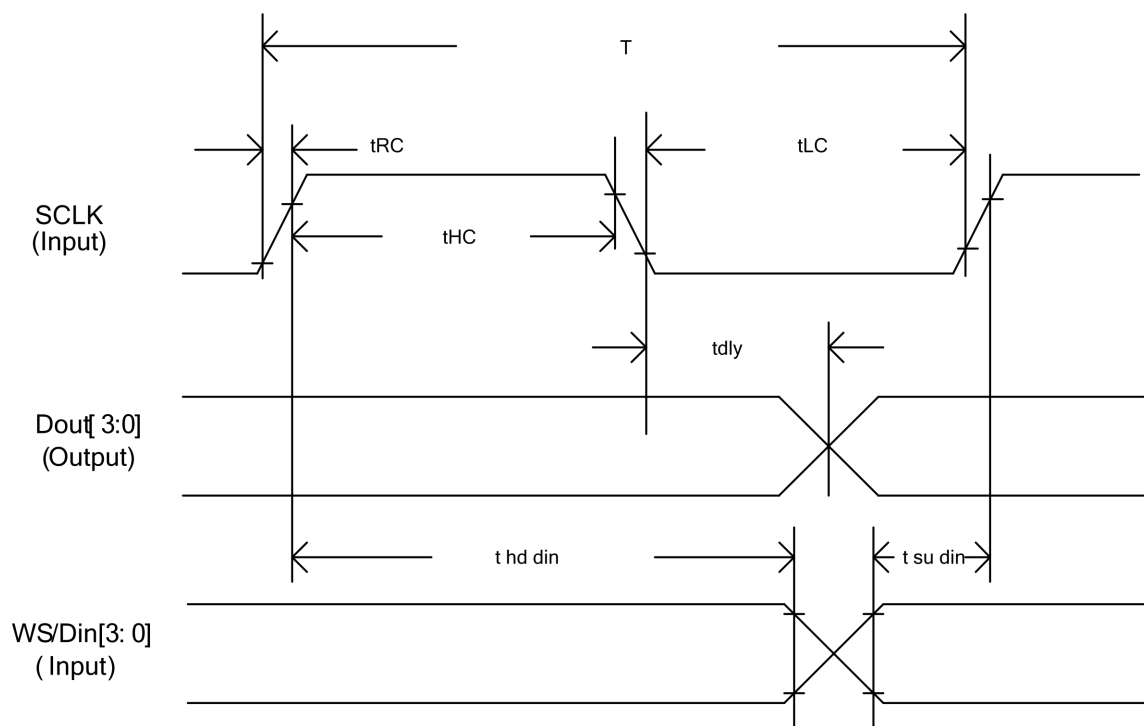 T
tRC
tLC
SCLK
(Input)
tHC
tdly
Dout[ 3:0]
(Output)
t hd din
t su din
WS/Din[3: 0]
( Input)